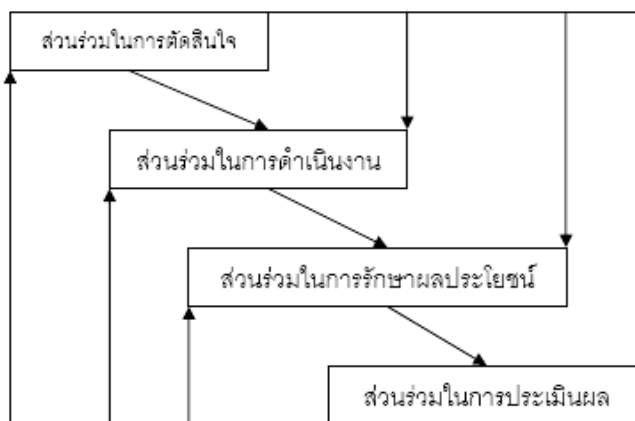 ส่วนร่วมในการตัดสินใจ
ส่วนร่วมในการดำเนินงาน
ส่วนร่วมในการรักษาผลประโยชน์
ส่วนร่วมในการประเมินผล